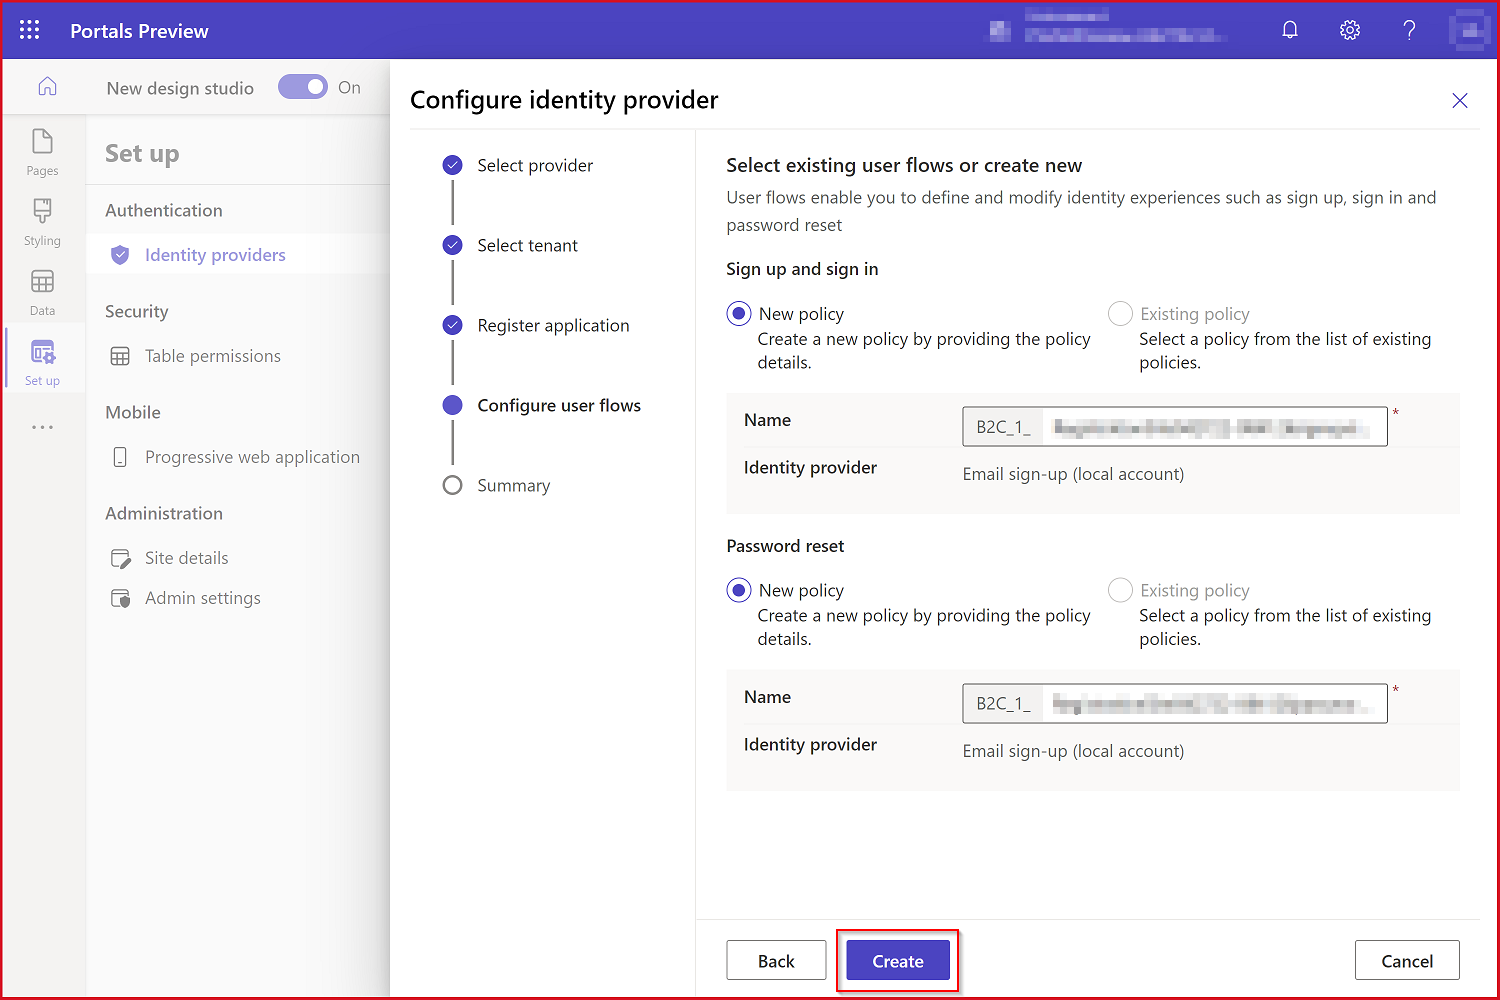 Portals Preview
New design studio
On
Pages
Styling
Data
Set up
Set up
Authentication
Identity providers
Security
Table permissions
Mobile
Progressive web application
Administration
Site details
Admin settings
Configure identity provider
Select provider
Select tenant
Register application
Configure user flows
Summary
Select existing user flows or create new
User flows enable you to define and modify identity experiences such as sign up, sign in and
password reset
Sign up and sign in
New policy
Create a new policy by providing the policy
details.
Existing policy
Select a policy from the list of existing
policies.
Name
B2C_1_
*
Identity provider
Email sign-up (local account)
Password reset
New policy
Create a new policy by providing the policy
details.
Existing policy
Select a policy from the list of existing
policies.
Name
B2C_1_
*
Identity provider
Email sign-up (local account)
Back
Create
Cancel